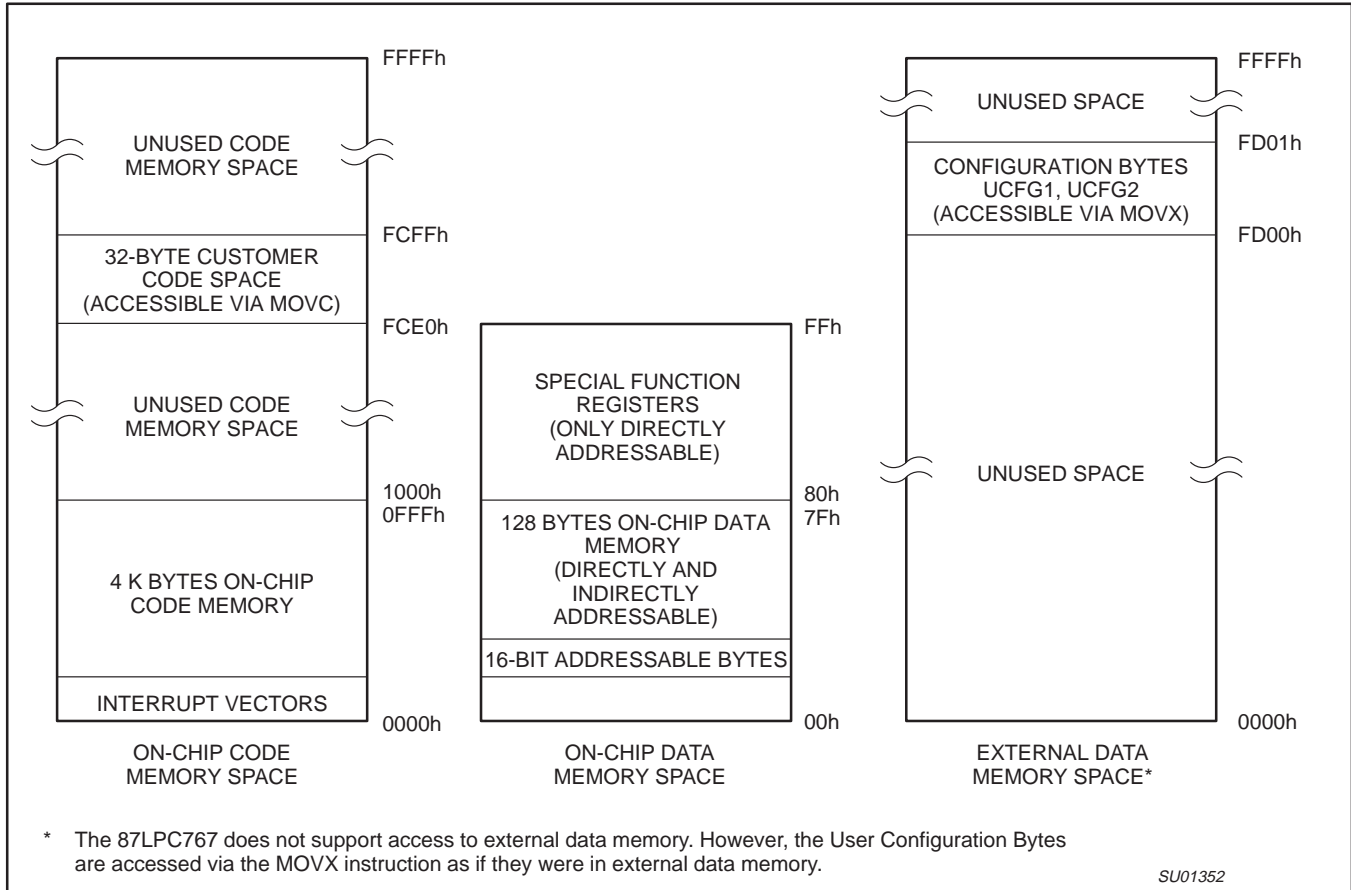 FFFFh
UNUSED CODE
MEMORY SPACE
FCFFh
32-BYTE CUSTOMER
CODE SPACE
(ACCESSIBLE VIA MOVC)
FCE0h
UNUSED CODE
MEMORY SPACE
1000h
0FFFh
4 K BYTES ON-CHIP
CODE MEMORY
INTERRUPT VECTORS
0000h
ON-CHIP CODE
MEMORY SPACE
FFh
SPECIAL FUNCTION
REGISTERS
(ONLY DIRECTLY
ADDRESSABLE)
80h
7Fh
128 BYTES ON-CHIP DATA
MEMORY
(DIRECTLY AND
INDIRECTLY
ADDRESSABLE)
16-BIT ADDRESSABLE BYTES
00h
ON-CHIP DATA
MEMORY SPACE
FFFFh
UNUSED SPACE
FD01h
CONFIGURATION BYTES
UCFG1, UCFG2
(ACCESSIBLE VIA MOVX)
FD00h
UNUSED SPACE
0000h
EXTERNAL DATA
MEMORY SPACE*
* The 87LPC767 does not support access to external data memory. However, the User Configuration Bytes
are accessed via the MOVX instruction as if they were in external data memory.
SU01352